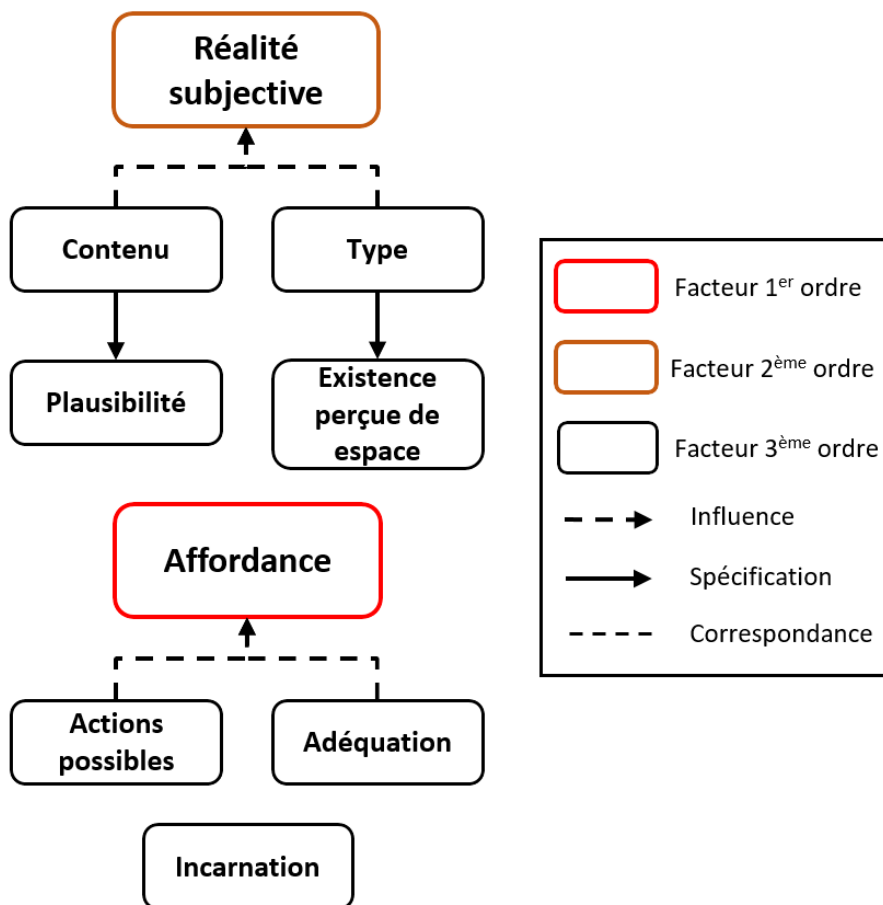 Réalité
subjective
Contenu
Type
Plausibilité
Existence
perçue de
espace
Affordance
Actions
possibles
Adéquation
Incarnation
Facteur 1er ordre
Facteur 2ème ordre
Facteur 3ème ordre
Influence
Spécification
Correspondance